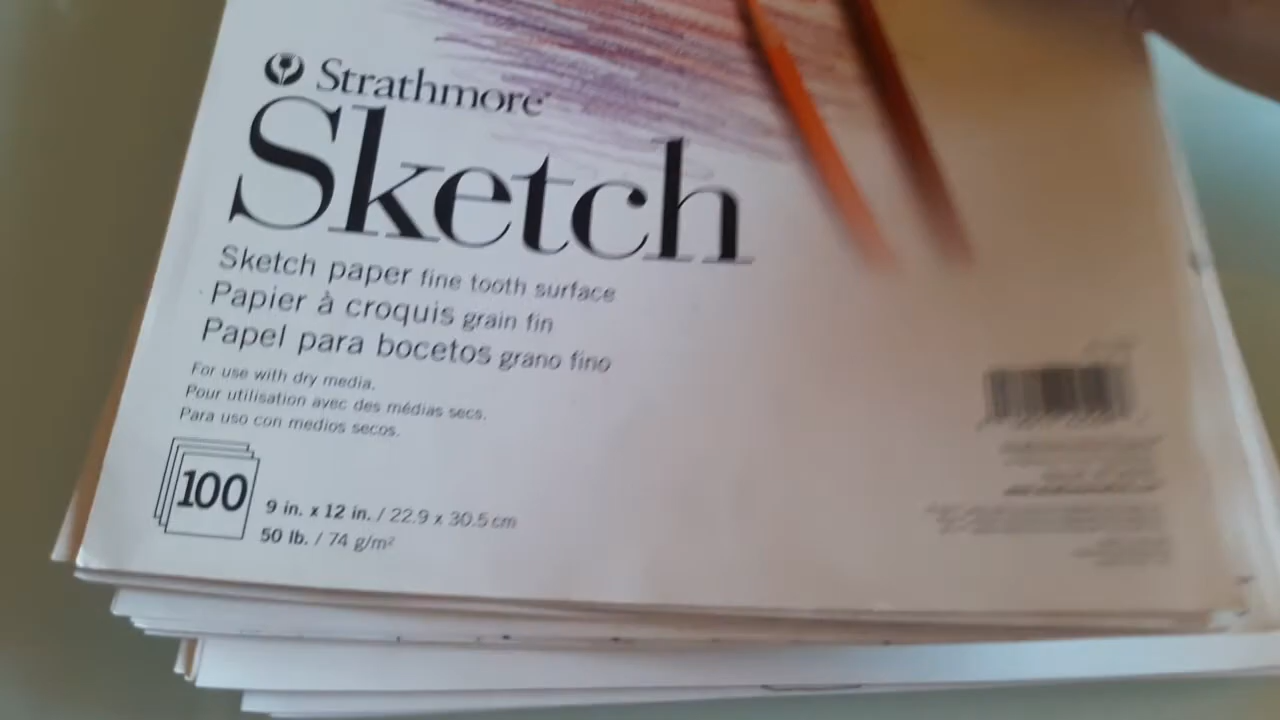 Strathmore
Sketch
Sketch paper fine tooth surface
Papier à croquis grain fin
Papel para bocetos grano fino
For use with dry media.
Pour utilisation avec des médias secs.
Para uso con medios secos.
100
9 in. x 12 in. / 22.9 x 30.5 cm
50 lb. / 74 g/m²